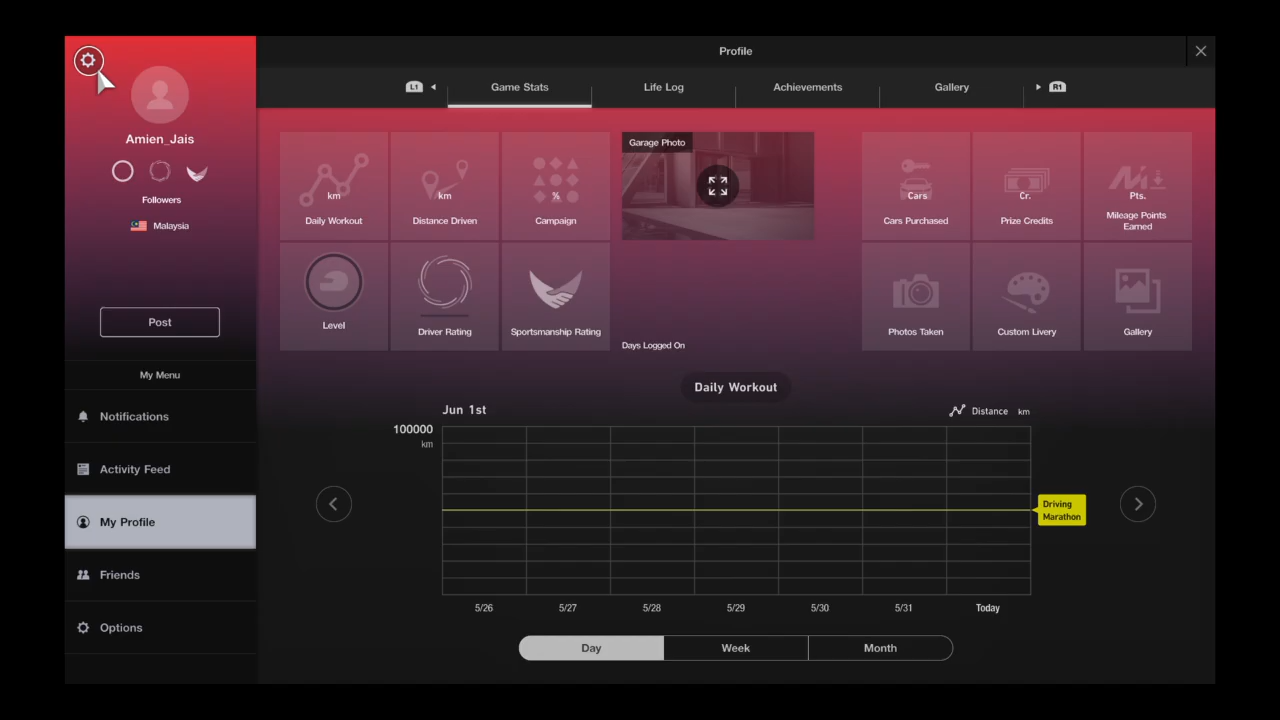 Profile
L1
Game Stats
Life Log
Achievements
Gallery
R1
Amien_Jais
Followers
Malaysia
Post
My Menu
Notifications
Activity Feed
My Profile
Friends
Options
km
Daily Workout
km
Distance Driven
%
Campaign
Garage Photo
Cars
Cars Purchased
Cr.
Prize Credits
Pts.
Mileage Points
Earned
Level
Driver Rating
Sportsmanship Rating
Days Logged On
Photos Taken
Custom Livery
Gallery
Daily Workout
Jun 1st
Distance km
100000
km
Driving
Marathon
5/26
5/27
5/28
5/29
5/30
5/31
Today
Day
Week
Month